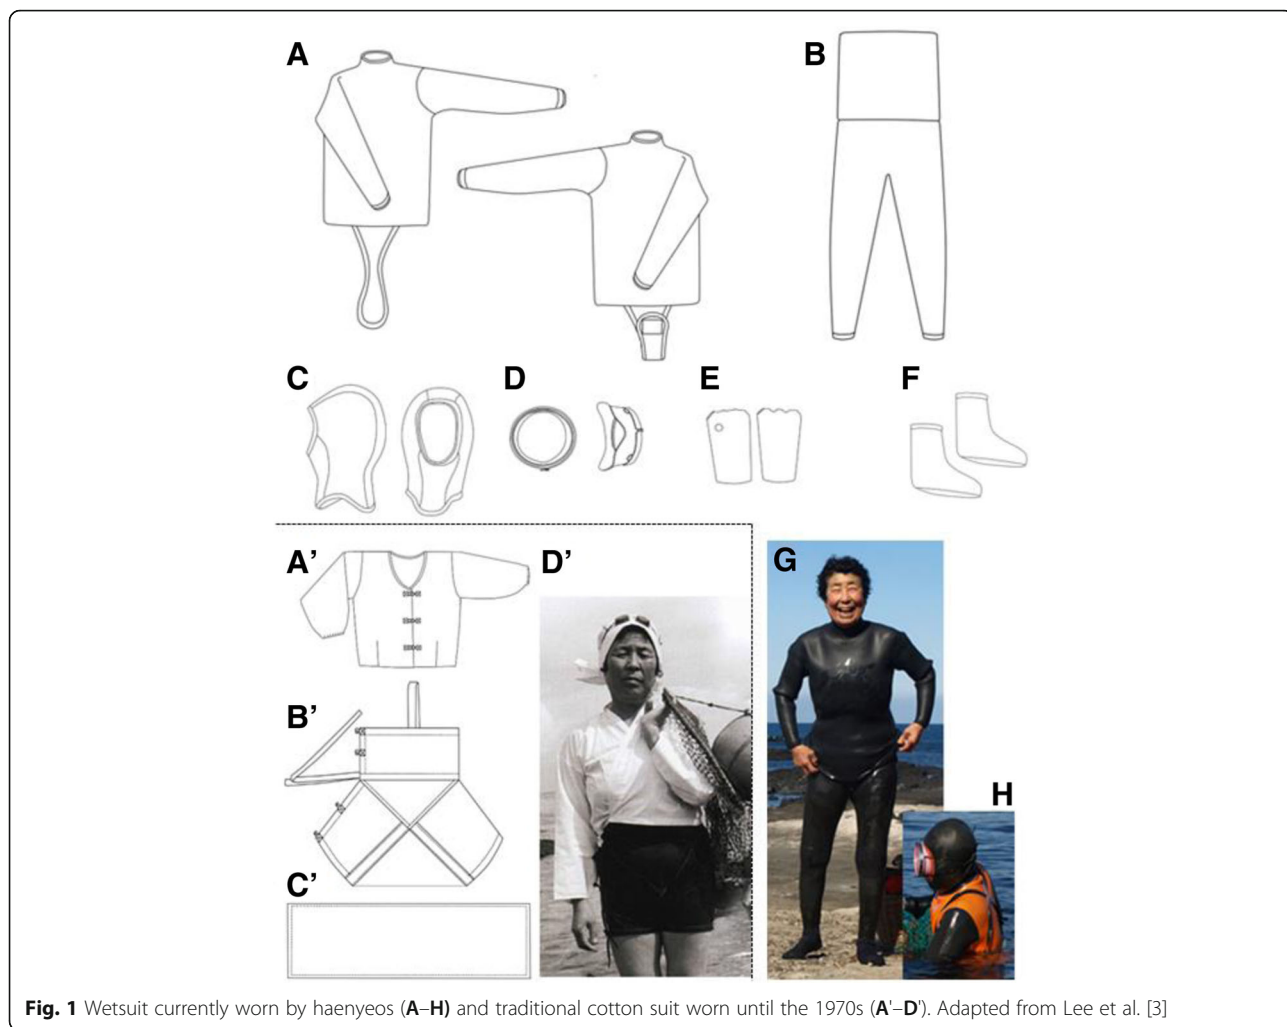 A
B
C
D
E
F
A'
D'
G
B'
H
C'
Fig. 1 Wetsuit currently worn by haenyeos (A–H) and traditional cotton suit worn until the 1970s (A'–D'). Adapted from Lee et al. [3]